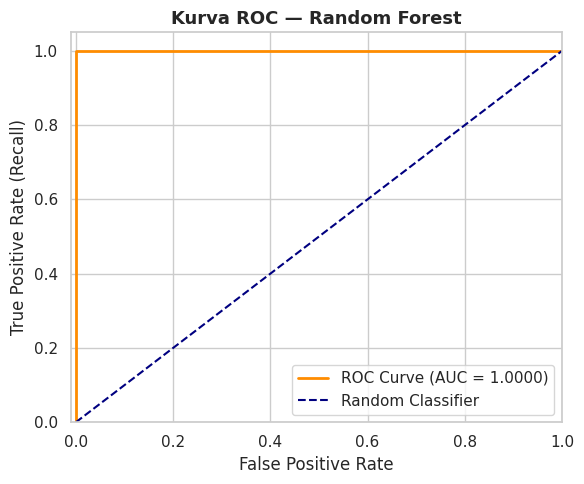 Kurva ROC — Random Forest
True Positive Rate (Recall)
1.0
0.8
0.6
0.4
0.2
0.0
0.0 0.2 0.4 0.6 0.8 1.0
False Positive Rate
ROC Curve (AUC = 1.0000)
Random Classifier